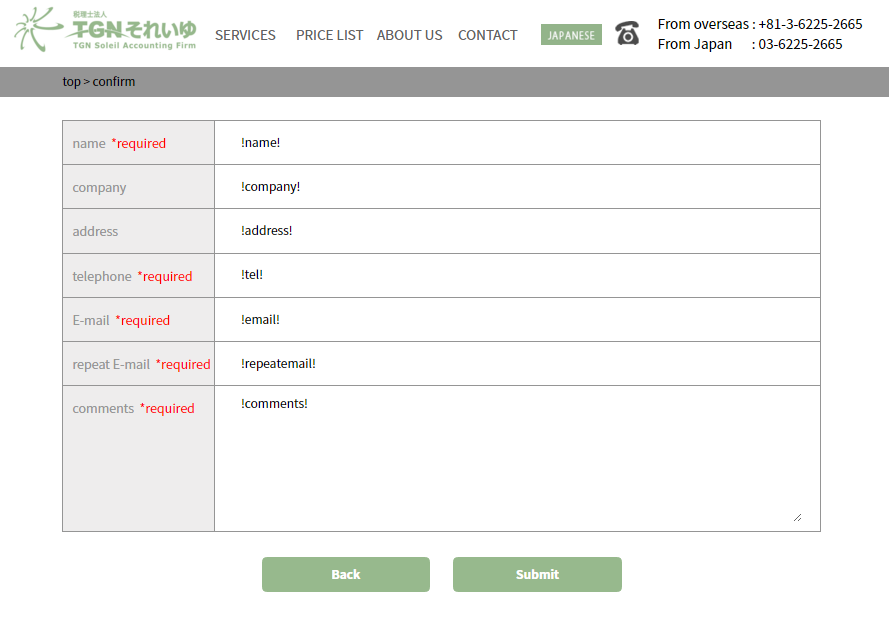 税理士法人
TGNそれいゆ
TGN Soleil Accounting Firm
SERVICES PRICE LIST ABOUT US CONTACT
JAPANESE
From overseas : +81-3-6225-2665
From Japan : 03-6225-2665
top > confirm
name *required !name!
company !company!
address !address!
telephone *required !tel!
E-mail *required !email!
repeat E-mail *required !repeatemail!
comments *required !comments!
Back Submit